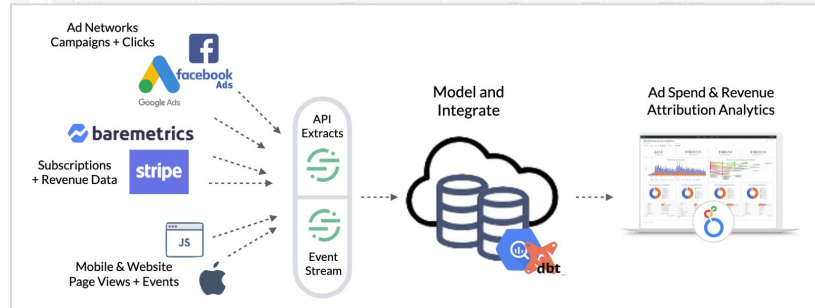 Ad Networks
Campaigns + Clicks
facebook
Ads
Google Ads
baremetrics
Subscriptions
+ Revenue Data
stripe
JS
Mobile & Website
Page Views + Events
API
Extracts
Event
Stream
Model and
Integrate
dbt_
Ad Spend & Revenue
Attribution Analytics